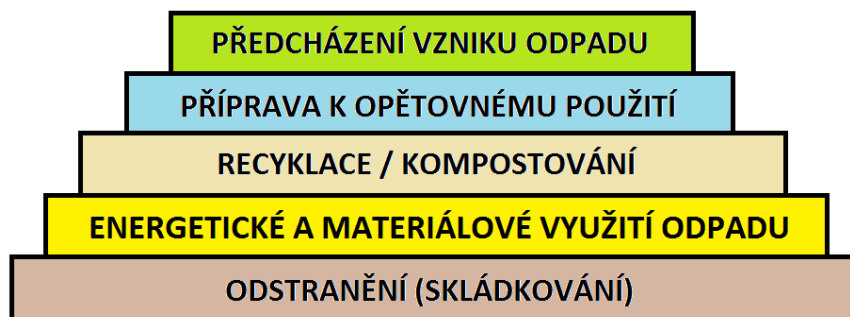 PŘEDCHÁZENÍ VZNIKU ODPADU
PŘÍPRAVA K OPĚTOVNÉMU POUŽITÍ
RECYKLACE / KOMPOSTOVÁNÍ
ENERGETICKÉ A MATERIÁLOVÉ VYUŽITÍ ODPADU
ODSTRANĚNÍ (SKLÁDKOVÁNÍ)